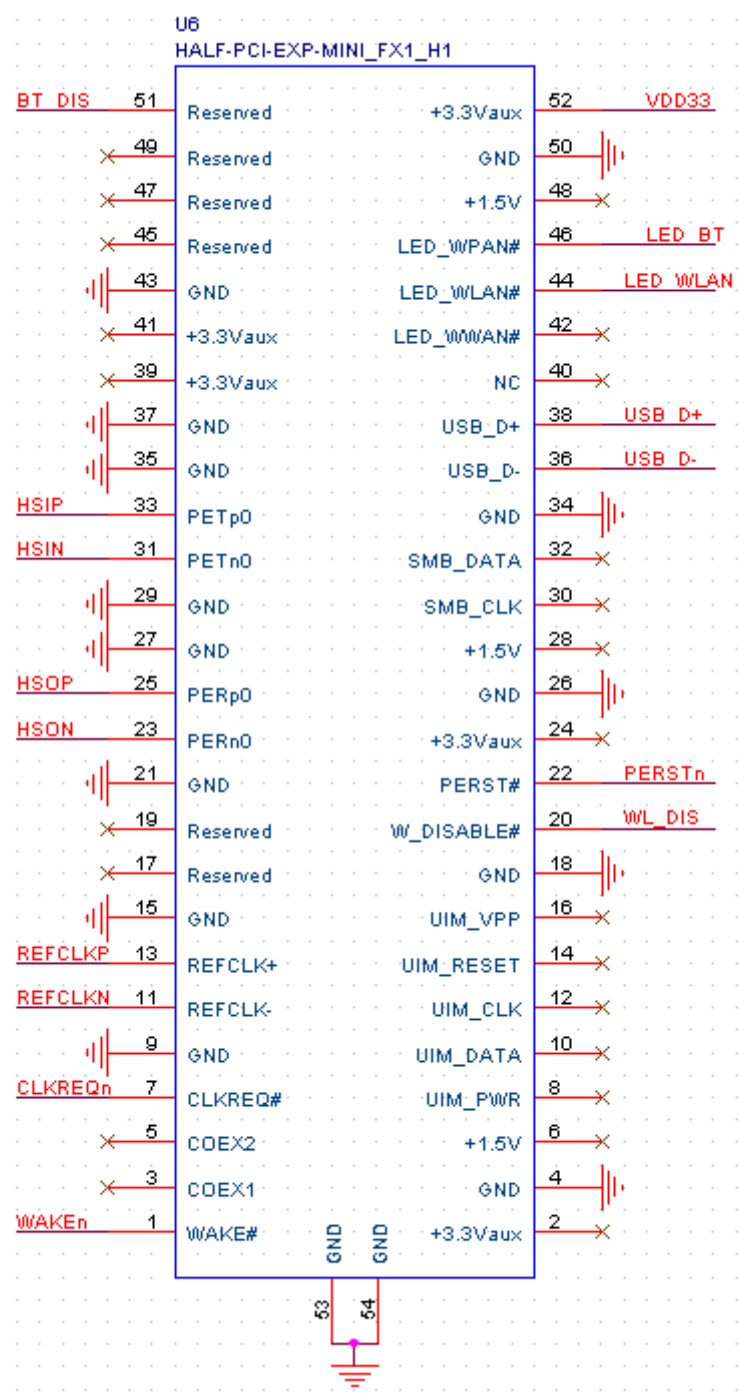 U6
HALF-PCI-EXP-MINI_FX1_H1
BT_DIS 51 Reserved +3.3Vaux 52 VDD33
49 Reserved GND 50
47 Reserved +1.5V 48
45 Reserved LED_WPAN# 46 LED_BT
43 GND LED_WLAN# 44 LED_WLAN
41 +3.3Vaux LED_WWAN# 42
39 +3.3Vaux NC 40
37 GND USB_D+ 38 USB_D+
35 GND USB_D- 36 USB_D-
HSIP 33 PETp0 GND 34
HSIN 31 PETn0 SMB_DATA 32
29 GND SMB_CLK 30
27 GND +1.5V 28
HSOP 25 PERp0 GND 26
HSON 23 PERn0 +3.3Vaux 24
21 GND PERST# 22 PERSTn
19 Reserved W_DISABLE# 20 WL_DIS
17 Reserved GND 18
15 GND UIM_VPP 16
REFCLKP 13 REFCLK+ UIM_RESET 14
REFCLKN 11 REFCLK- UIM_CLK 12
9 GND UIM_DATA 10
CLKREQn 7 CLKREQ# UIM_PWR 8
5 COEX2 +1.5V 6
3 COEX1 GND 4
WAKEn 1 WAKE# GND GND +3.3Vaux 2
53 54